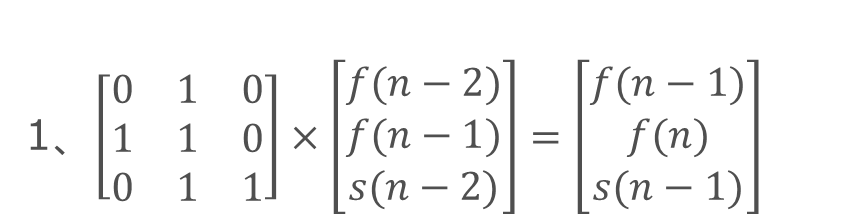 1、[0 1 0; 1 1 0; 0 1 1] × [f(n − 2); f(n − 1); s(n − 2)] = [f(n − 1); f(n); s(n − 1)]